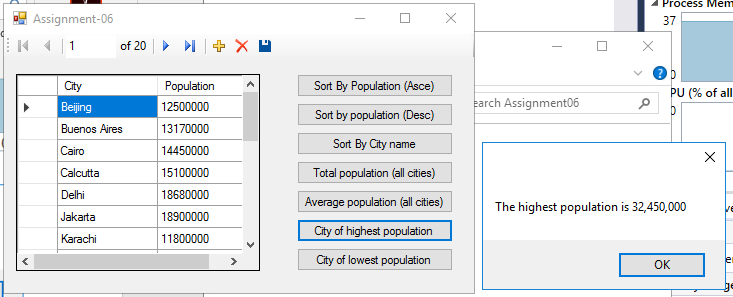 Assignment-06
1 of 20
City Population
Beijing 12500000
Buenos Aires 13170000
Cairo 14450000
Calcutta 15100000
Delhi 18680000
Jakarta 18900000
Karachi 11800000
Sort By Population (Asce)
Sort by population (Desc)
Sort By City name
Total population (all cities)
Average population (all cities)
City of highest population
City of lowest population
earch Assignment06
The highest population is 32,450,000
OK
Process Mem
37
0
PU (% of all